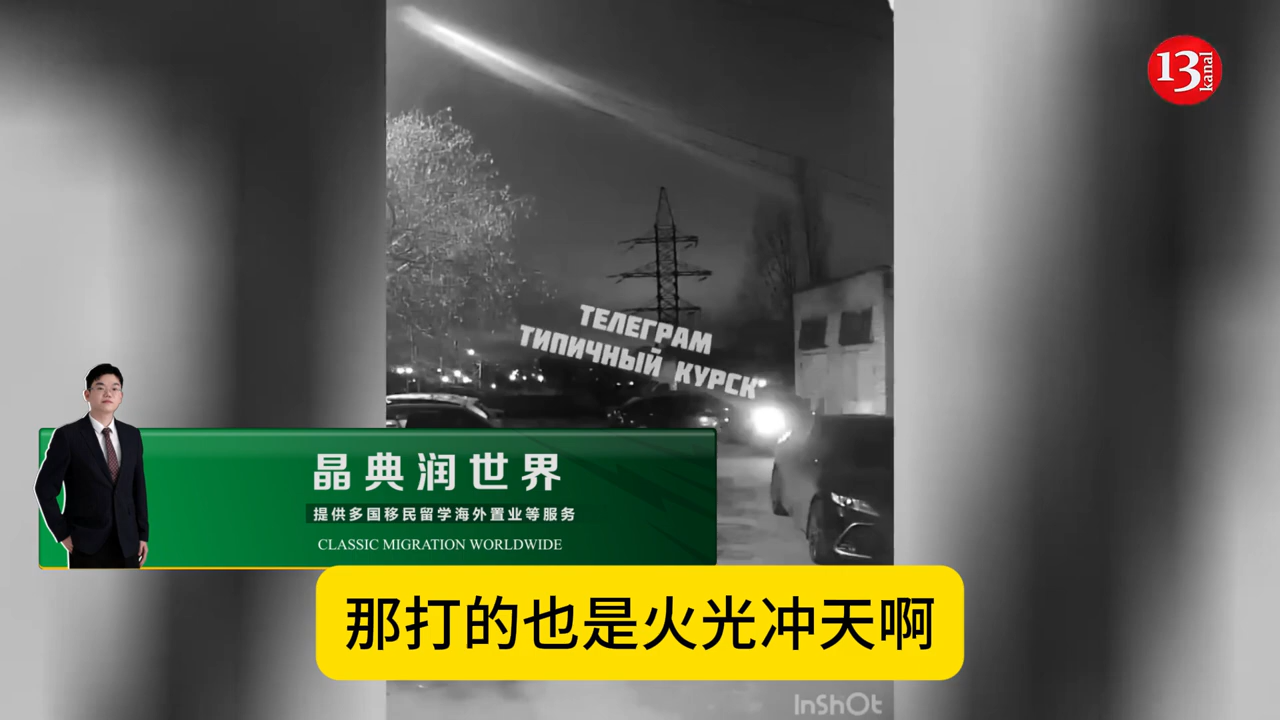 13
kanal
ТЕЛЕГРАМ
ТИПИЧНЫЙ КУРСК
晶典润世界
提供多国移民留学海外置业等服务
CLASSIC MIGRATION WORLDWIDE
那打的也是火光冲天啊
InShOt